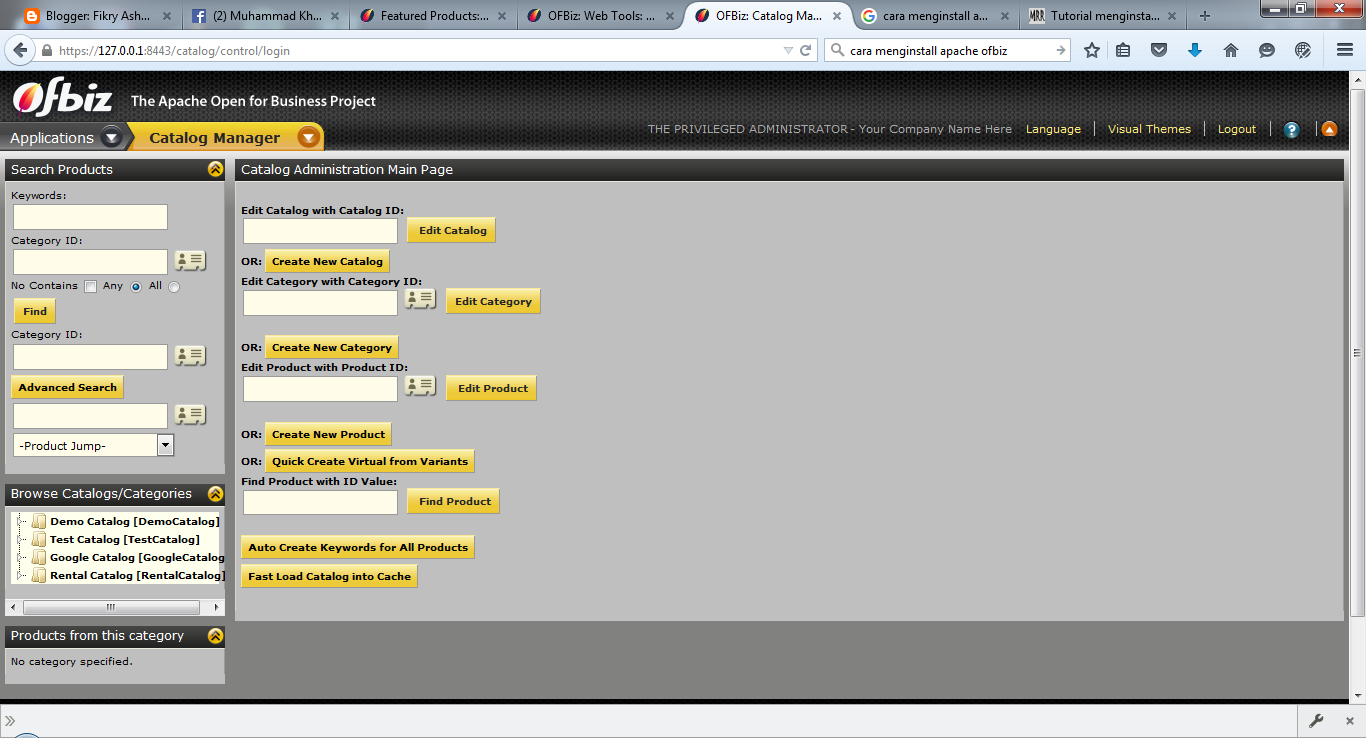 Blogger: Fikry Ash...
(2) Muhammad Kh...
Featured Products:...
OFBiz: Web Tools: ...
OFBiz: Catalog Ma...
cara menginstall a...
MRR Tutorial menginsta...
https://127.0.0.1:8443/catalog/control/login
cara menginstall apache ofbiz
Ofbiz The Apache Open for Business Project
Applications
Catalog Manager
THE PRIVILEGED ADMINISTRATOR - Your Company Name Here
Language
Visual Themes
Logout
?
Search Products
Keywords:
Category ID:
No Contains Any All
Find
Category ID:
Advanced Search
-Product Jump-
Browse Catalogs/Categories
Demo Catalog [DemoCatalog]
Test Catalog [TestCatalog]
Google Catalog [GoogleCatalog
Rental Catalog [RentalCatalog]
Products from this category
No category specified.
Catalog Administration Main Page
Edit Catalog with Catalog ID:
Edit Catalog
OR: Create New Catalog
Edit Category with Category ID:
Edit Category
OR: Create New Category
Edit Product with Product ID:
Edit Product
OR: Create New Product
OR: Quick Create Virtual from Variants
Find Product with ID Value:
Find Product
Auto Create Keywords for All Products
Fast Load Catalog into Cache